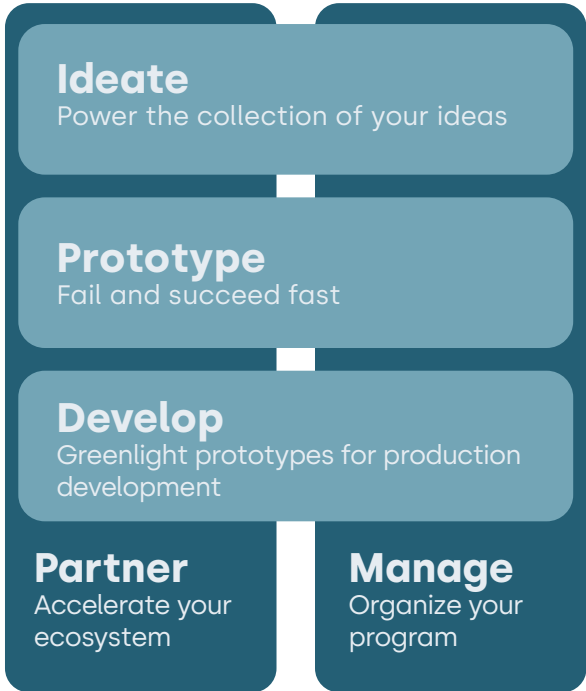 Ideate
Power the collection of your ideas
Prototype
Fail and succeed fast
Develop
Greenlight prototypes for production
development
Partner
Accelerate your
ecosystem
Manage
Organize your
program